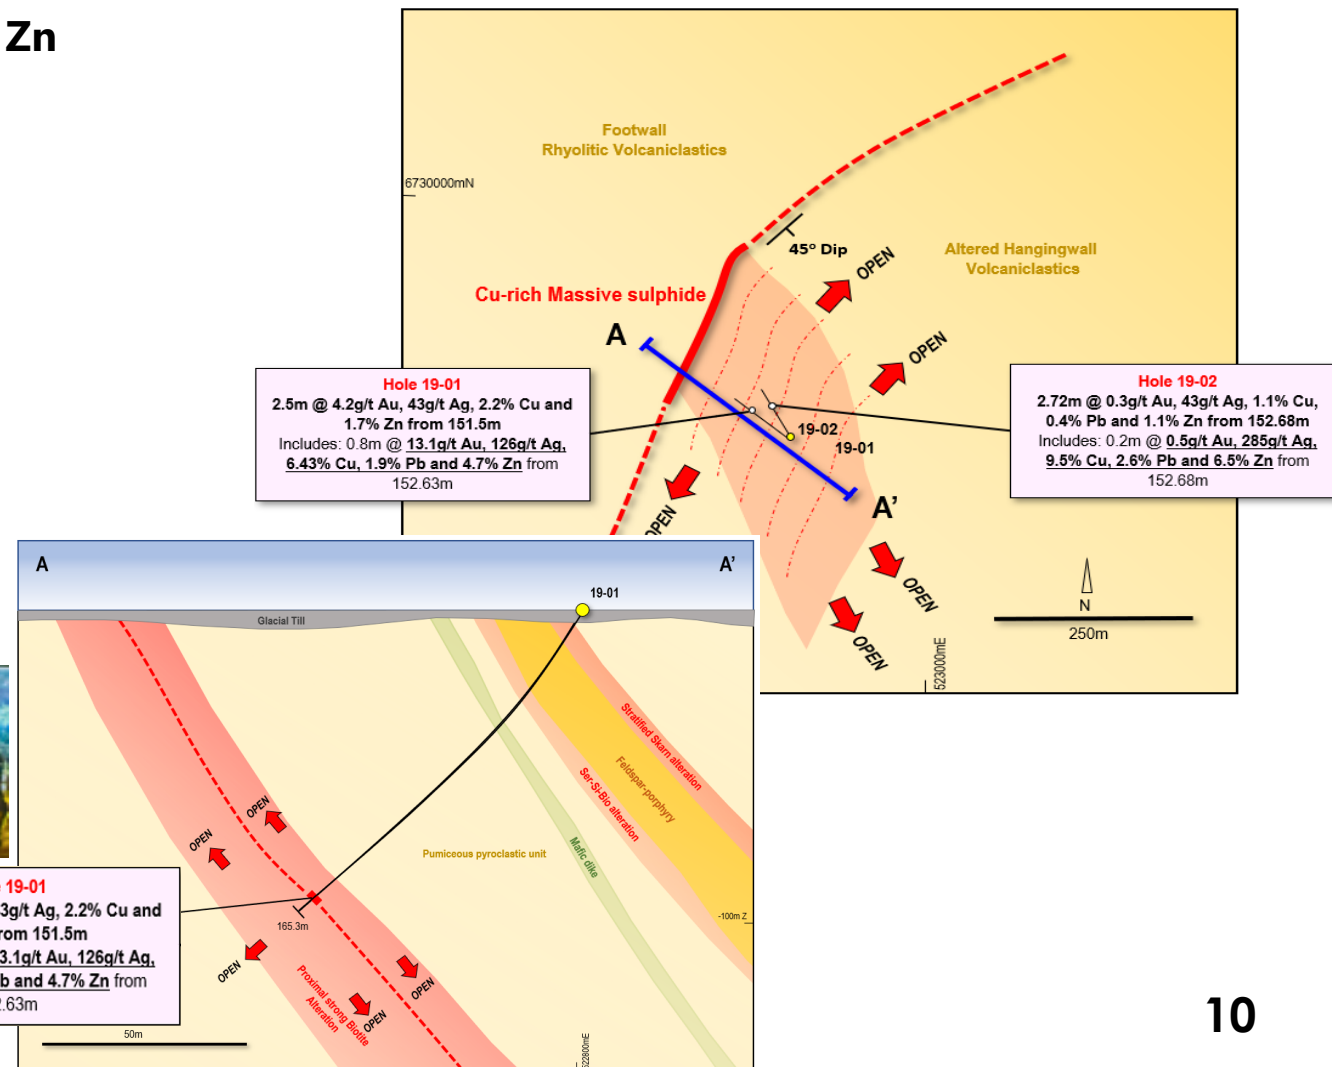 Zn
Footwall
Rhyolitic Volcaniclastics
6730000mN
45º Dip
OPEN
Altered Hangingwall
Volcaniclastics
Cu-rich Massive sulphide
A
OPEN
Hole 19-01
2.5m @ 4.2g/t Au, 43g/t Ag, 2.2% Cu and
1.7% Zn from 151.5m
Includes: 0.8m @ 13.1g/t Au, 126g/t Ag,
6.43% Cu, 1.9% Pb and 4.7% Zn from
152.63m
Hole 19-02
2.72m @ 0.3g/t Au, 43g/t Ag, 1.1% Cu,
0.4% Pb and 1.1% Zn from 152.68m
Includes: 0.2m @ 0.5g/t Au, 285g/t Ag,
9.5% Cu, 2.6% Pb and 6.5% Zn from
152.68m
19-02
19-01
OPEN
A’
OPEN
OPEN
N
250m
523000mE
A
A’
19-01
Glacial Till
Stratified Skarn alteration
Feldspar-porphyry
Ser-Si-Bio alteration
Mafic dike
Pumiceous pyroclastic unit
OPEN
OPEN
-100m Z
165.3m
OPEN
OPEN
OPEN
Proximal strong Biotite
Alteration
19-01
3g/t Ag, 2.2% Cu and
rom 151.5m
3.1g/t Au, 126g/t Ag,
b and 4.7% Zn from
.63m
50m
22800mE
10